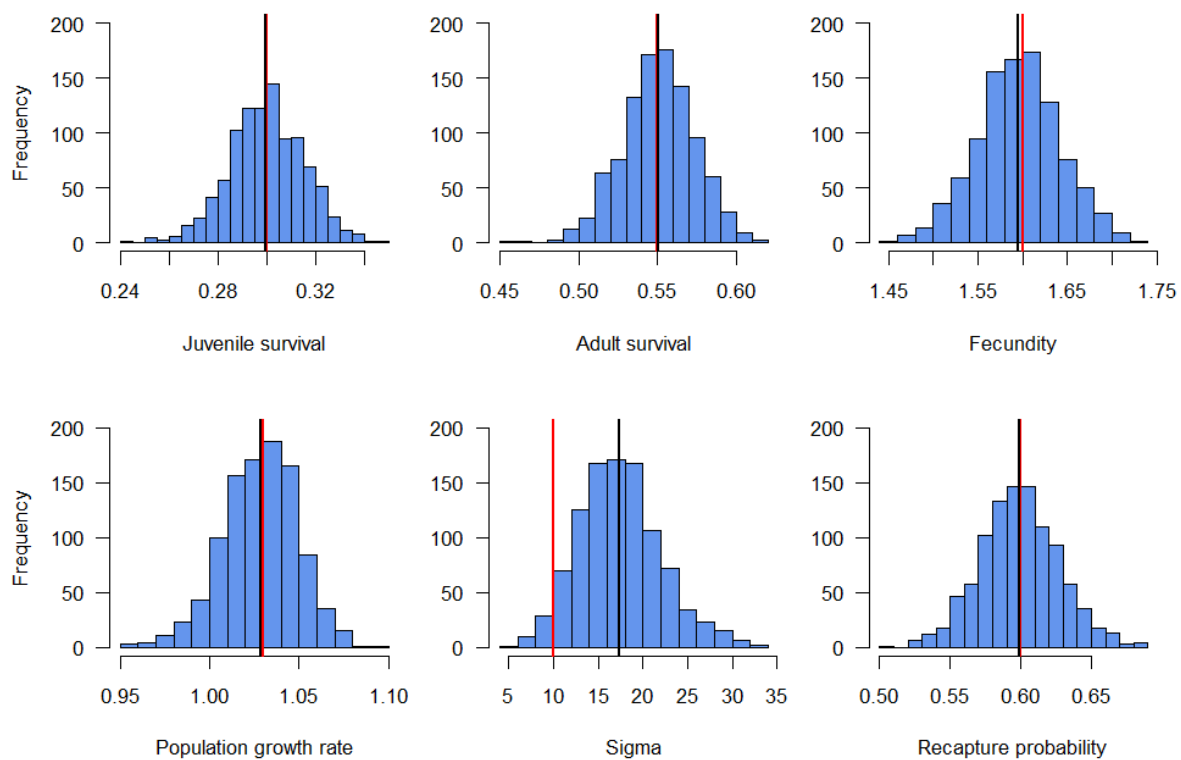 200
150
100
50
0
Frequency
0.24 0.28 0.32
Juvenile survival
200
150
100
50
0
0.45 0.50 0.55 0.60
Adult survival
200
150
100
50
0
1.45 1.55 1.65 1.75
Fecundity
200
150
100
50
0
Frequency
0.95 1.00 1.05 1.10
Population growth rate
200
150
100
50
0
5 10 15 20 25 30 35
Sigma
200
150
100
50
0
0.50 0.55 0.60 0.65
Recapture probability